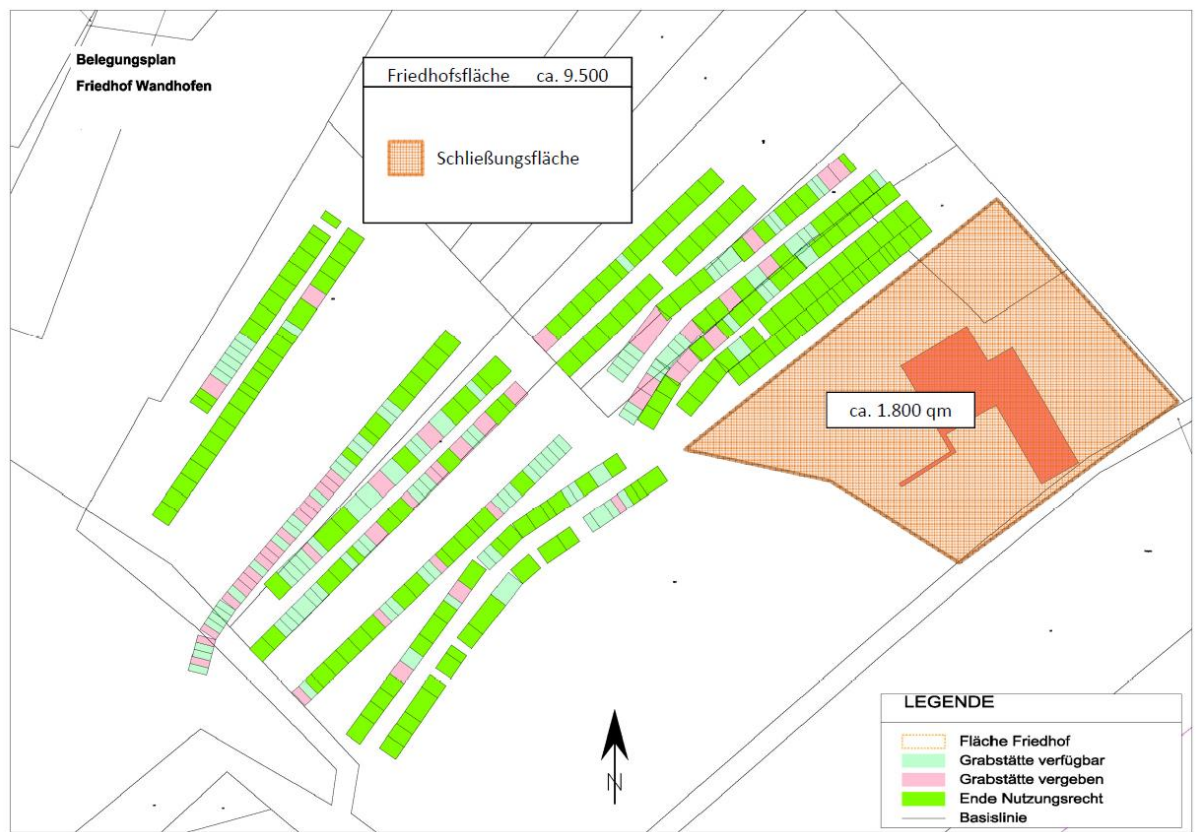 Belegungsplan
Friedhof Wandhofen
Friedhofsfläche ca. 9.500
Schließungsfläche
ca. 1.800 qm
N
LEGENDE
Fläche Friedhof
Grabstätte verfügbar
Grabstätte vergeben
Ende Nutzungsrecht
Basislinie